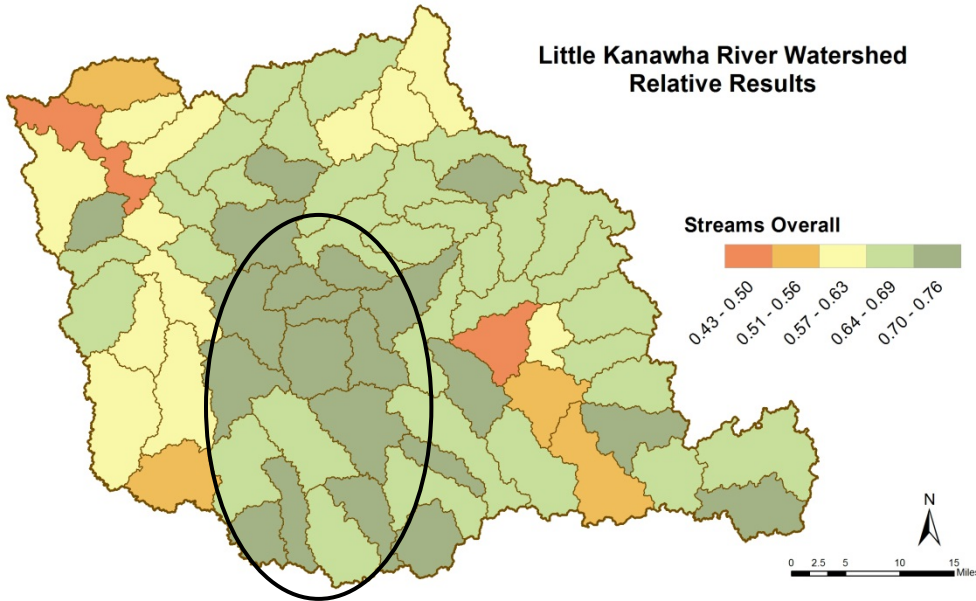 Little Kanawha River Watershed
Relative Results
Streams Overall
0.43 - 0.50
0.51 - 0.56
0.57 - 0.63
0.64 - 0.69
0.70 - 0.76
N
0 2.5 5 10 15
Miles